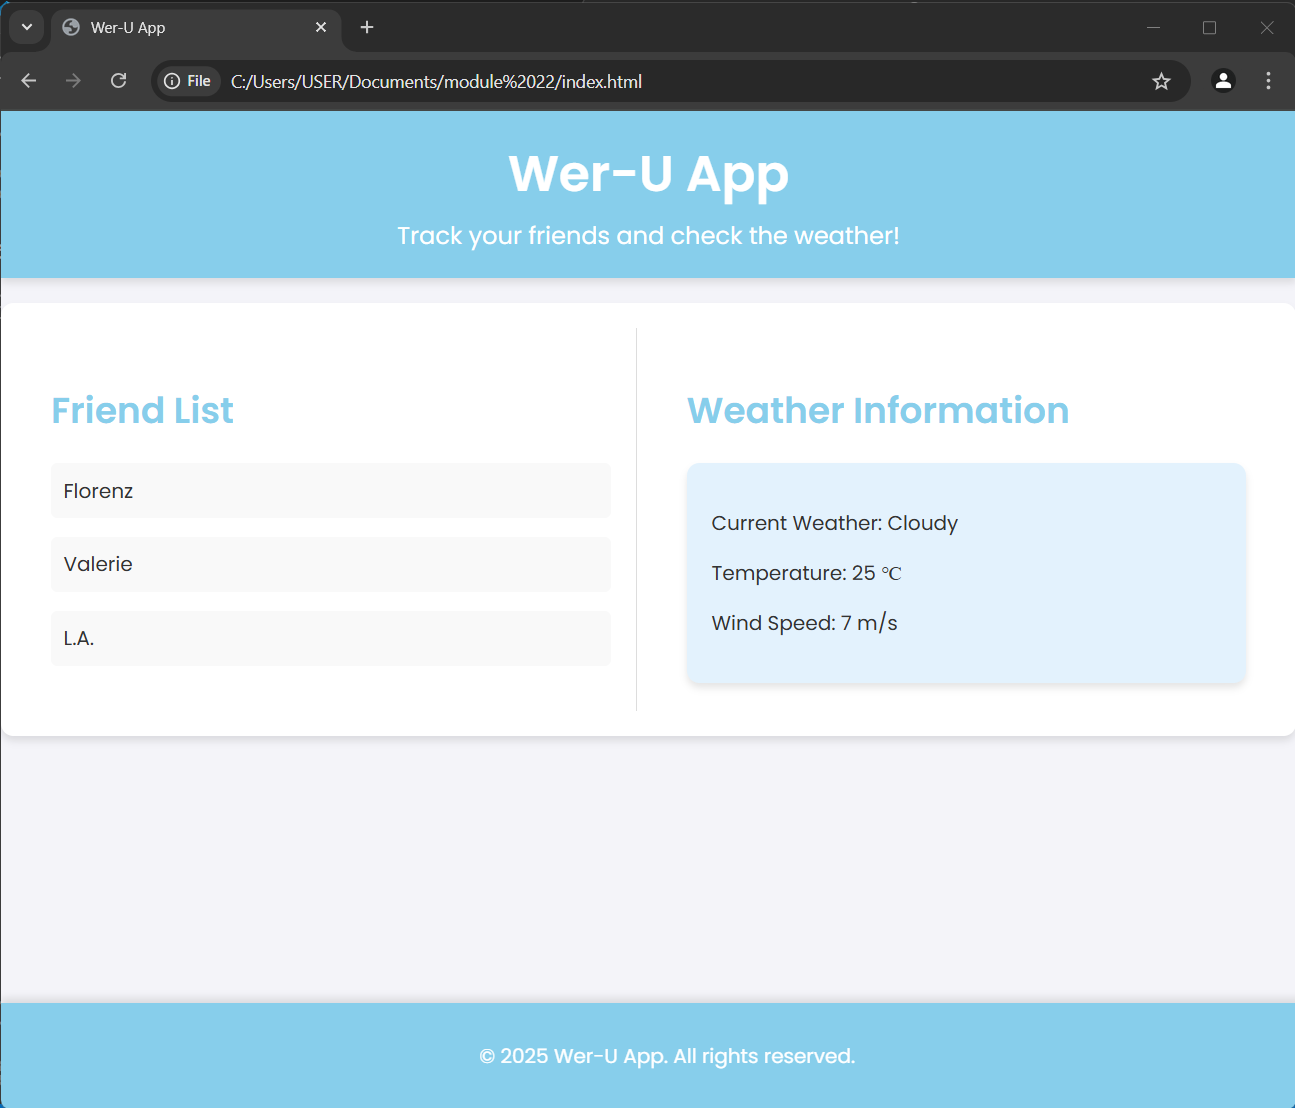 Wer-U App
File C:/Users/USER/Documents/module%2022/index.html
Wer-U App
Track your friends and check the weather!
Friend List
Florenz
Valerie
L.A.
Weather Information
Current Weather: Cloudy
Temperature: 25 °C
Wind Speed: 7 m/s
© 2025 Wer-U App. All rights reserved.